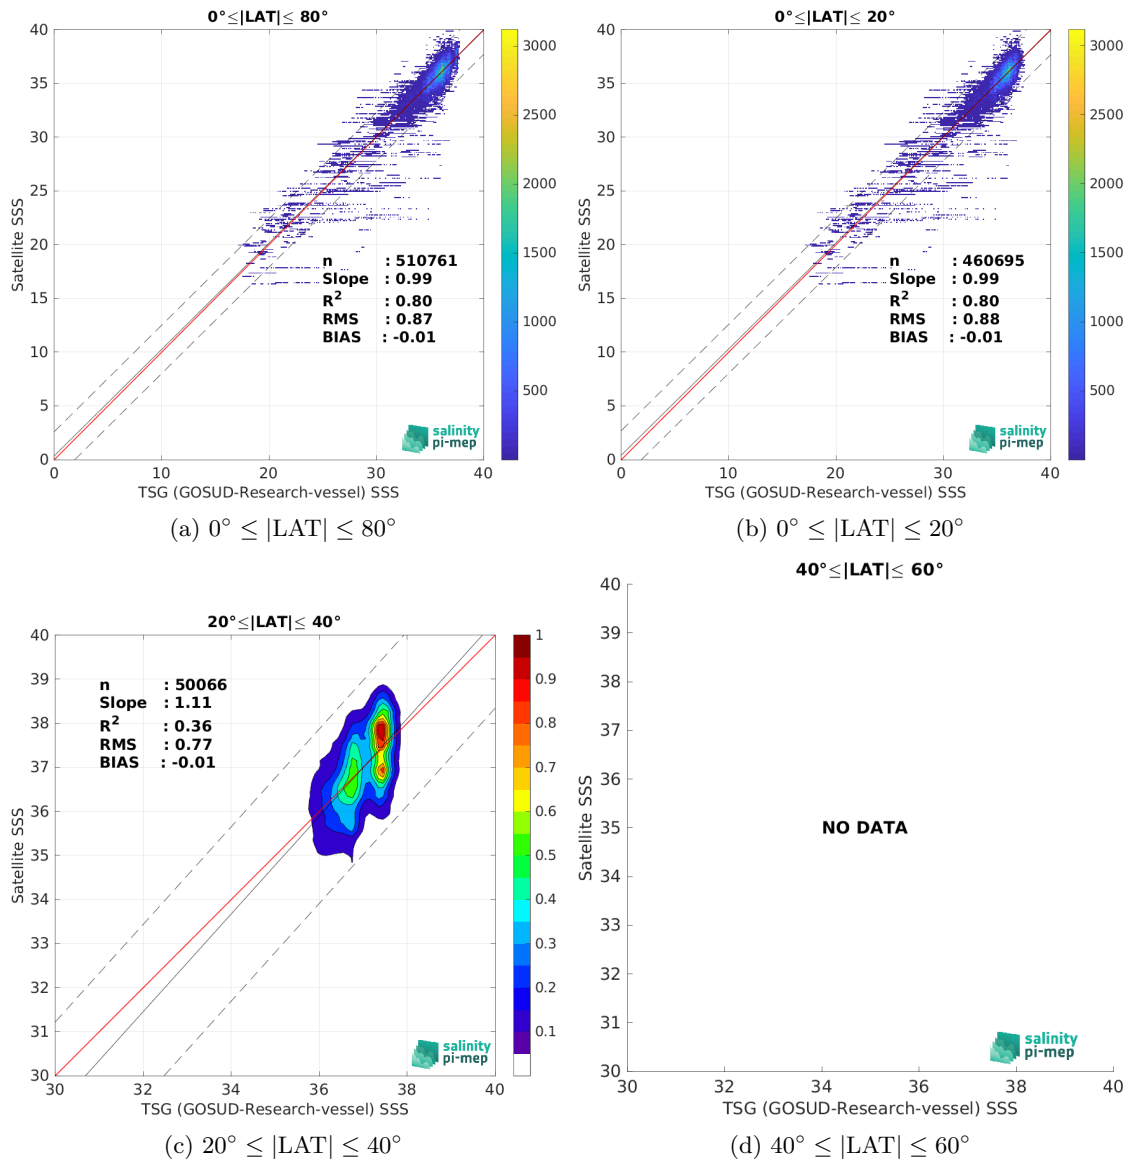 0°≤|LAT|≤ 80°
40
35
30
25
20
15
10
5
0
Satellite SSS
n : 510761
Slope : 0.99
R² : 0.80
RMS : 0.87
BIAS : -0.01
salinity
pi-mep
0 10 20 30 40
TSG (GOSUD-Research-vessel) SSS
3000
2500
2000
1500
1000
500
(a) 0° ≤ |LAT| ≤ 80°
0°≤|LAT|≤ 20°
40
35
30
25
20
15
10
5
0
Satellite SSS
n : 460695
Slope : 0.99
R² : 0.80
RMS : 0.88
BIAS : -0.01
salinity
pi-mep
0 10 20 30 40
TSG (GOSUD-Research-vessel) SSS
3000
2500
2000
1500
1000
500
(b) 0° ≤ |LAT| ≤ 20°
20°≤|LAT|≤ 40°
40
39
38
37
36
35
34
33
32
31
30
Satellite SSS
n : 50066
Slope : 1.11
R² : 0.36
RMS : 0.77
BIAS : -0.01
salinity
pi-mep
30 32 34 36 38 40
TSG (GOSUD-Research-vessel) SSS
1
0.9
0.8
0.7
0.6
0.5
0.4
0.3
0.2
0.1
(c) 20° ≤ |LAT| ≤ 40°
40°≤|LAT|≤ 60°
40
39
38
37
36
35
34
33
32
31
30
Satellite SSS
NO DATA
salinity
pi-mep
30 32 34 36 38 40
TSG (GOSUD-Research-vessel) SSS
(d) 40° ≤ |LAT| ≤ 60°